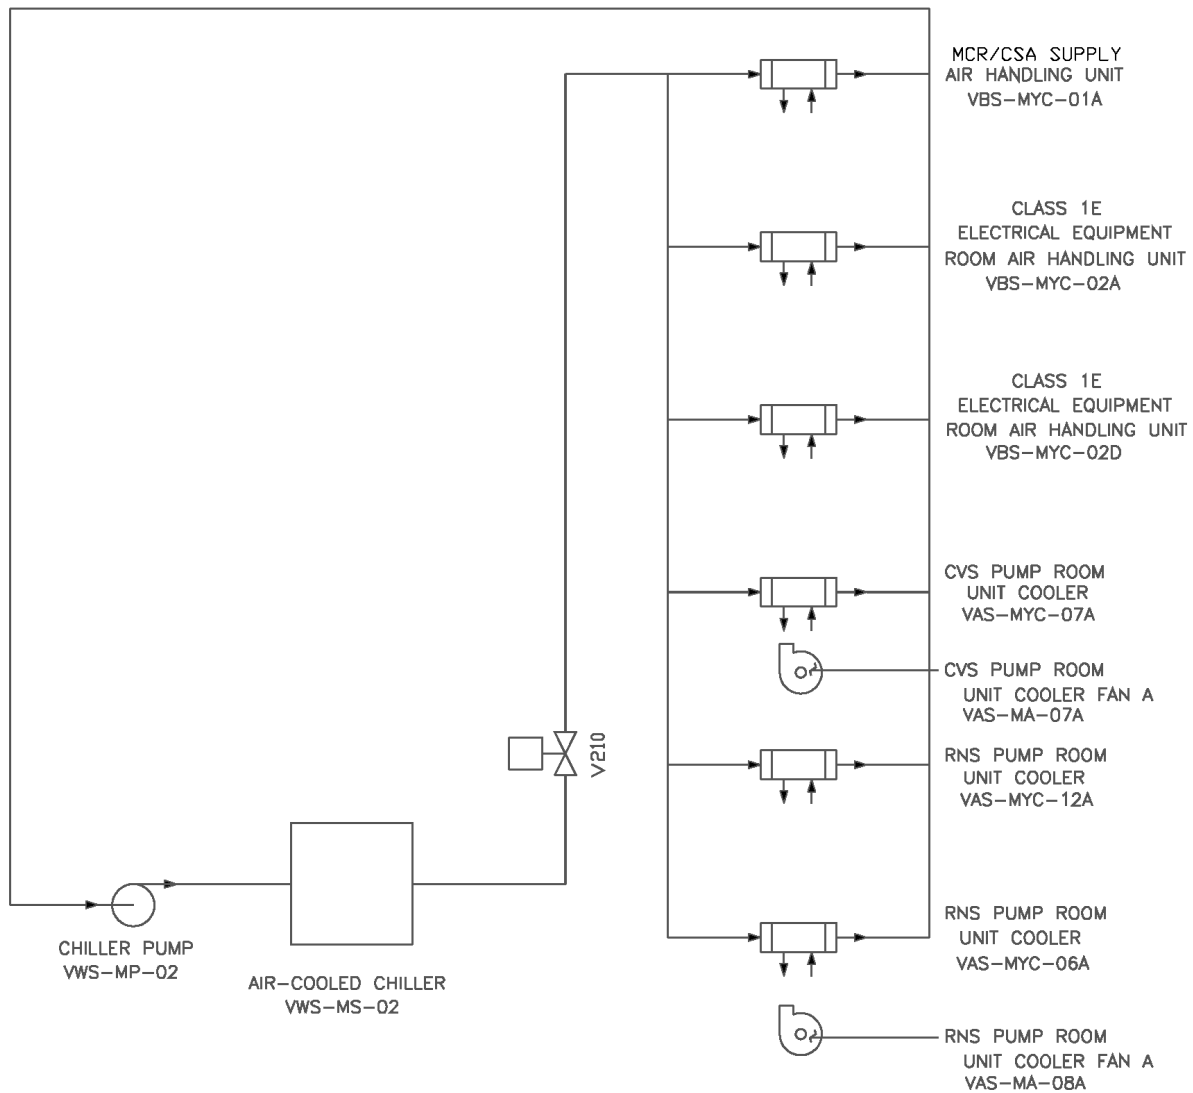 MCR/CSA SUPPLY
AIR HANDLING UNIT
VBS-MYC-01A
CLASS 1E
ELECTRICAL EQUIPMENT
ROOM AIR HANDLING UNIT
VBS-MYC-02A
CLASS 1E
ELECTRICAL EQUIPMENT
ROOM AIR HANDLING UNIT
VBS-MYC-02D
CVS PUMP ROOM
UNIT COOLER
VAS-MYC-07A
CVS PUMP ROOM
UNIT COOLER FAN A
VAS-MA-07A
V210
RNS PUMP ROOM
UNIT COOLER
VAS-MYC-12A
RNS PUMP ROOM
UNIT COOLER
VAS-MYC-06A
CHILLER PUMP
VWS-MP-02
AIR-COOLED CHILLER
VWS-MS-02
RNS PUMP ROOM
UNIT COOLER FAN A
VAS-MA-08A